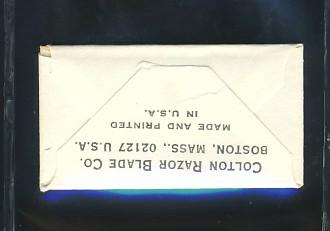 COLTON RAZOR BLADE CO.
BOSTON, MASS., 02127 U.S.A.
MADE AND PRINTED
IN U.S.A.